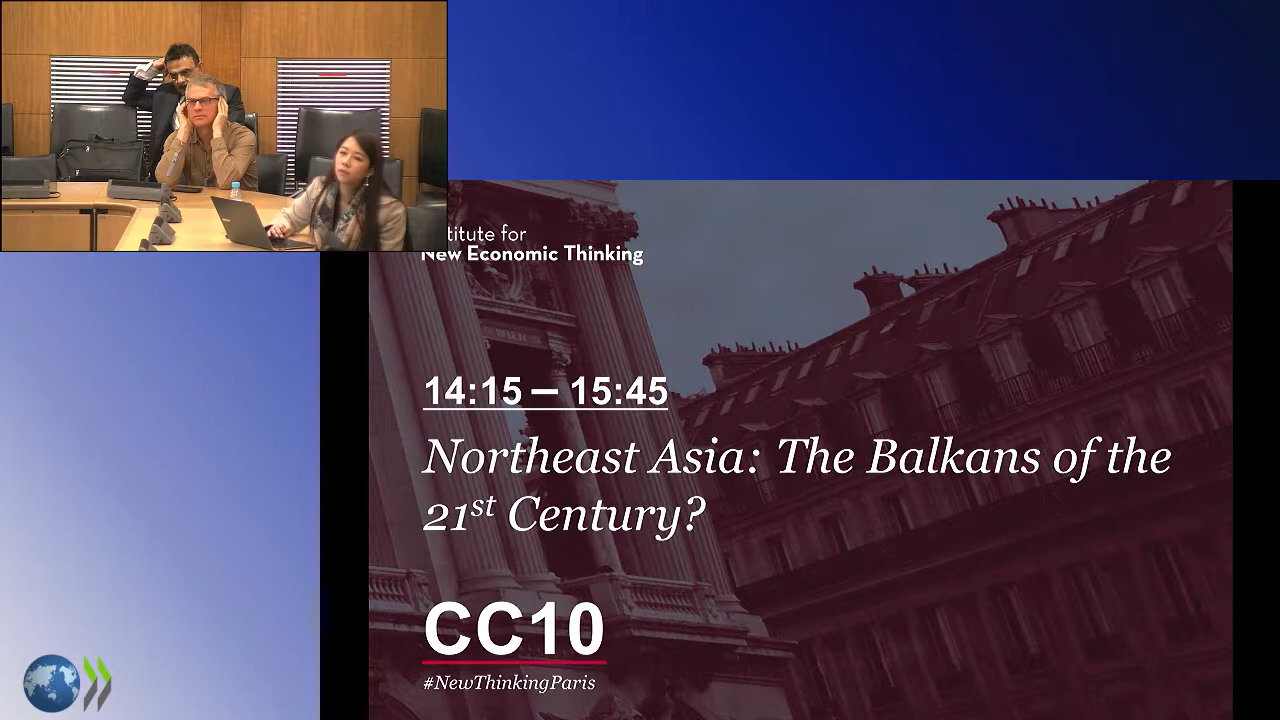 titute for
New Economic Thinking
14:15 – 15:45
Northeast Asia: The Balkans of the
21st Century?
CC10
#NewThinkingParis